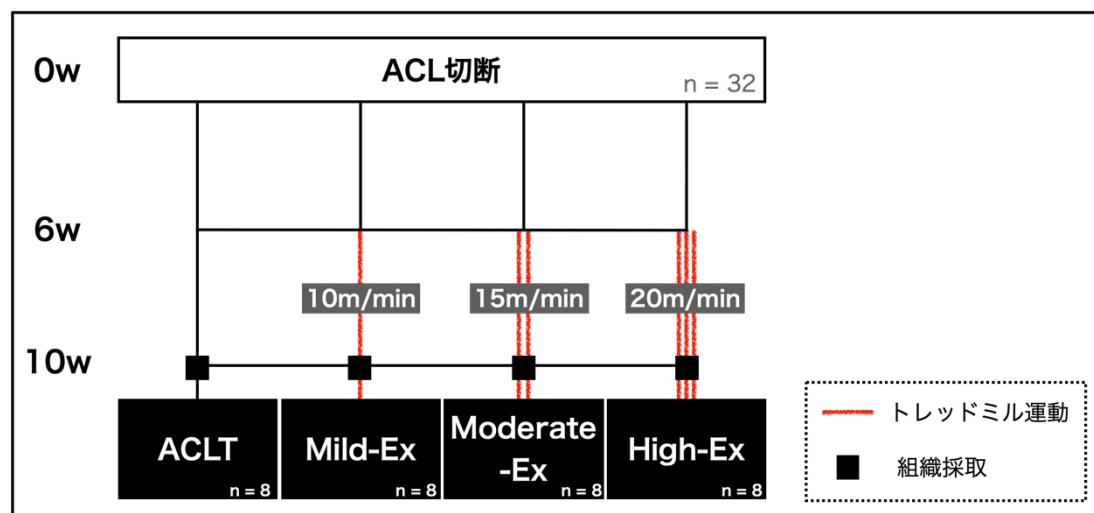 0w
ACL切断
n = 32
6w
10m/min
15m/min
20m/min
10w
ACLT
n = 8
Mild-Ex
n = 8
Moderate
-Ex
n = 8
High-Ex
n = 8
トレッドミル運動
組織採取